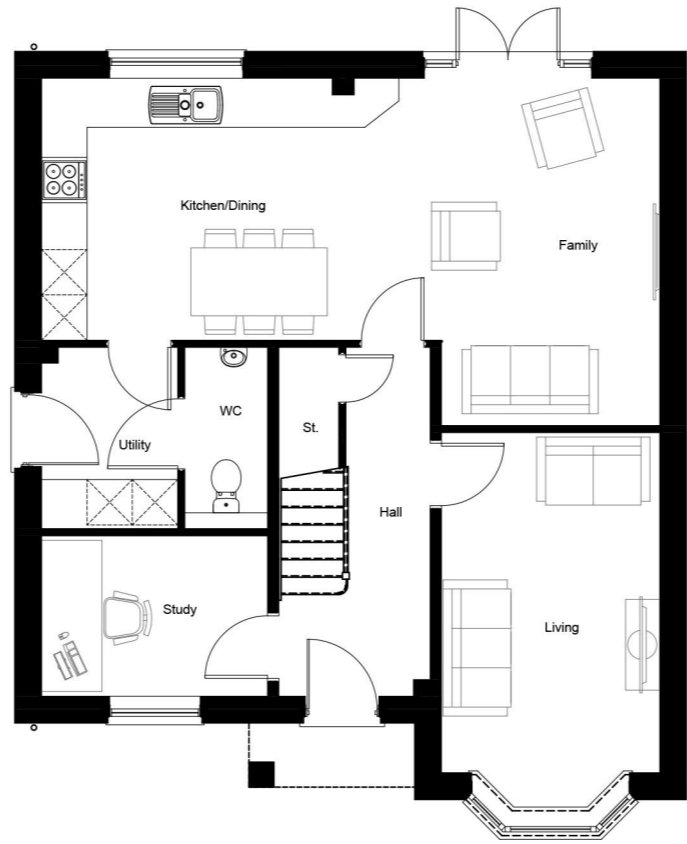 Kitchen/Dining
Family
WC
St.
Utility
Hall
Study
Living